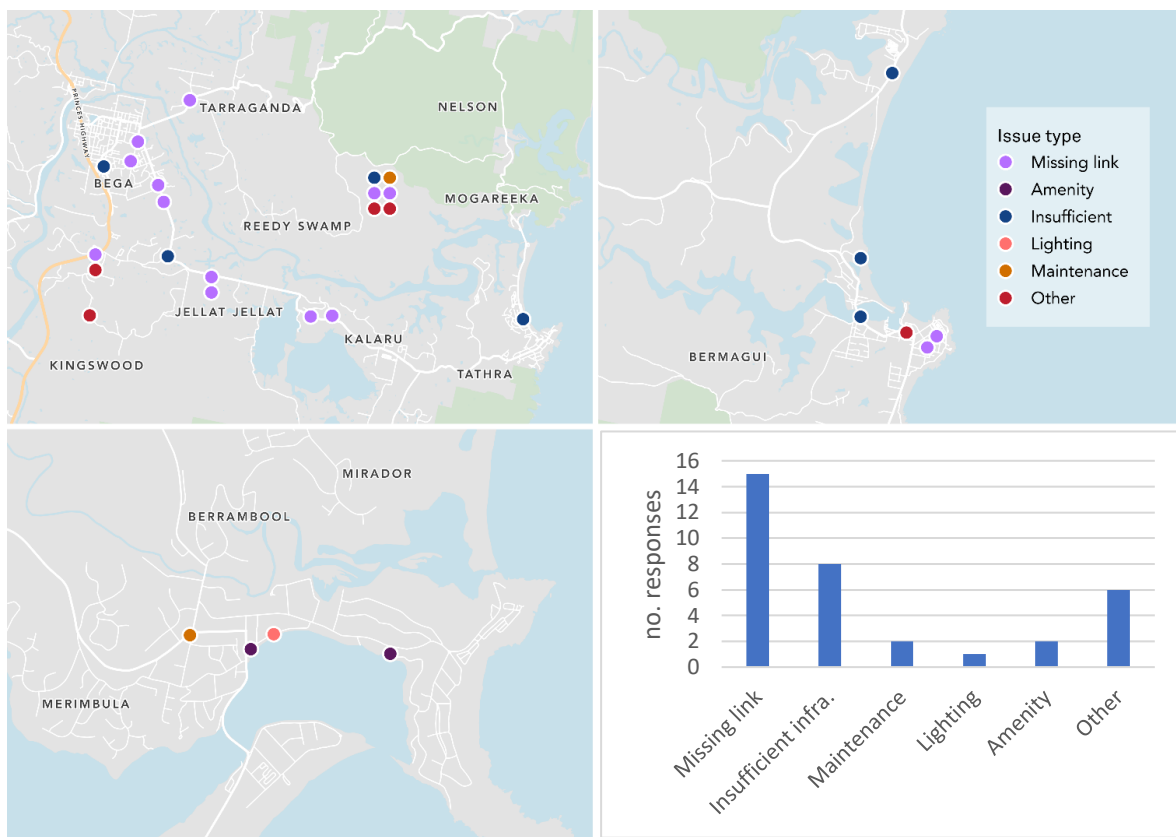 TARRAGANDA
NELSON
PRINCES HIGHWAY
BEGA
MOGAREEKA
REEDY SWAMP
JELLAT JELLAT
KALARU
KINGSWOOD
TATHRA
Issue type
Missing link
Amenity
Insufficient
Lighting
Maintenance
Other
BERMAGUI
MIRADOR
BERRAMBOOL
MERIMBULA
no. responses
16
14
12
10
8
6
4
2
0
Missing link
Insufficient infra.
Maintenance
Lighting
Amenity
Other